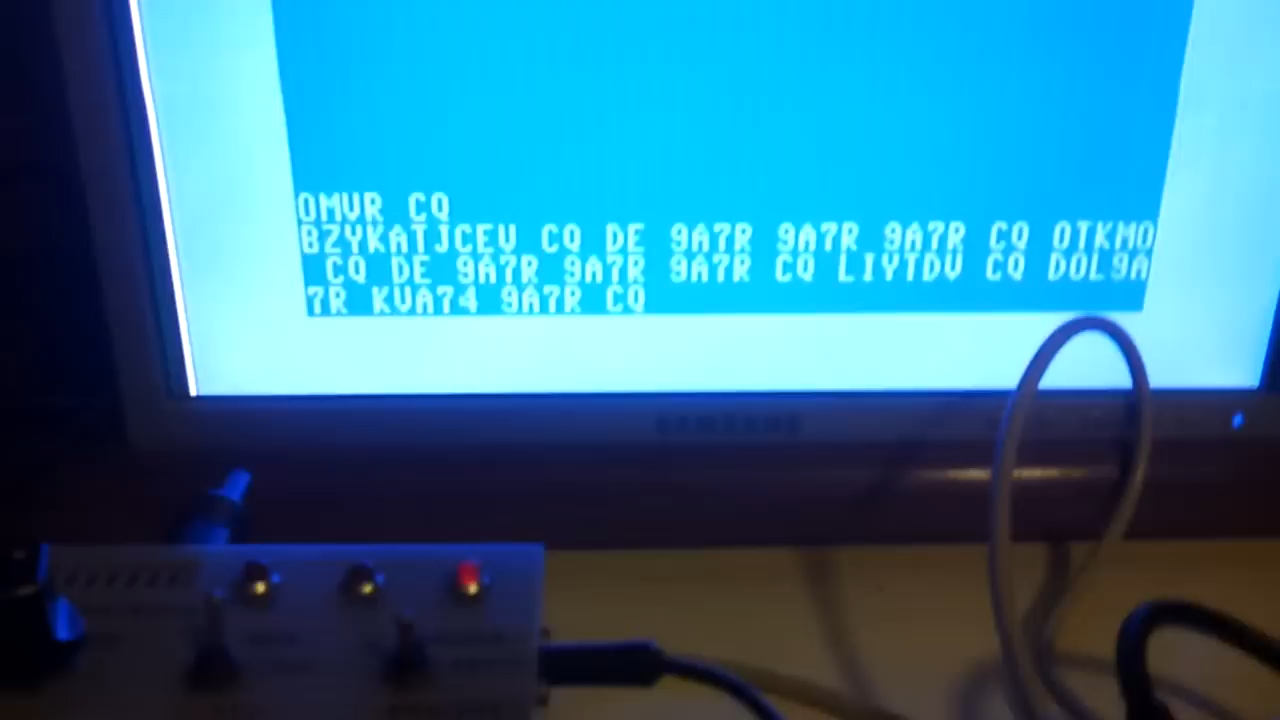 OMVR CQ
BZYKATJCEV CQ DE 9A7R 9A7R 9A7R CQ OTKMO
CQ DE 9A7R 9A7R 9A7R CQ LIYTDV CQ DOL9A
7R KVA74 9A7R CQ
SAMSUNG